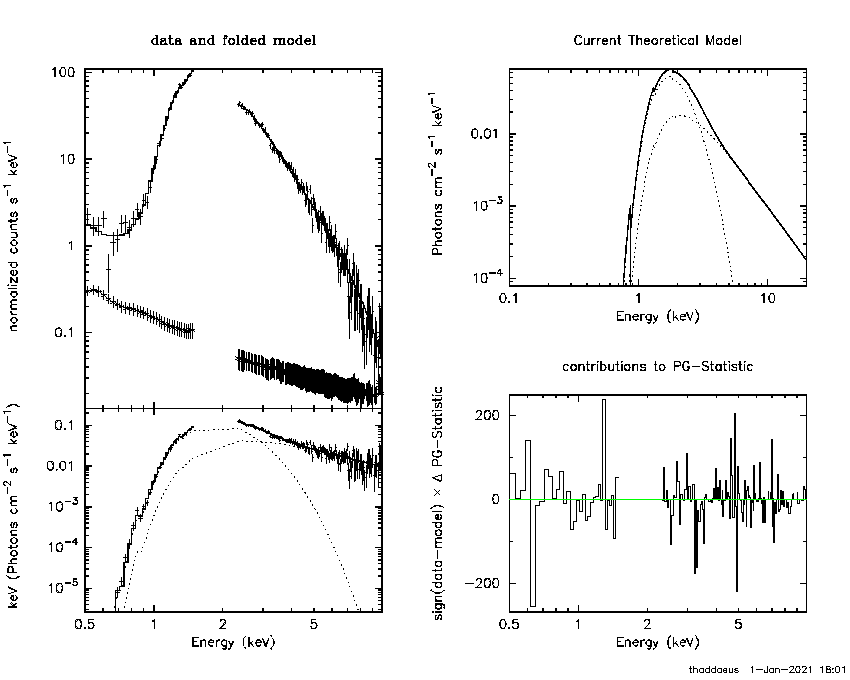 data and folded model
normalized counts s⁻¹ keV⁻¹
100
10
1
0.1
keV (Photons cm⁻² s⁻¹ keV⁻¹)
0.1
0.01
10⁻³
10⁻⁴
10⁻⁵
0.5 1 2 5
Energy (keV)
Current Theoretical Model
Photons cm⁻² s⁻¹ keV⁻¹
0.01
10⁻³
10⁻⁴
0.1 1 10
Energy (keV)
contributions to PG-Statistic
sign(data-model) × Δ PG-Statistic
200
0
-200
0.5 1 2 5
Energy (keV)
thaddaeus 1-Jan-2021 18:01